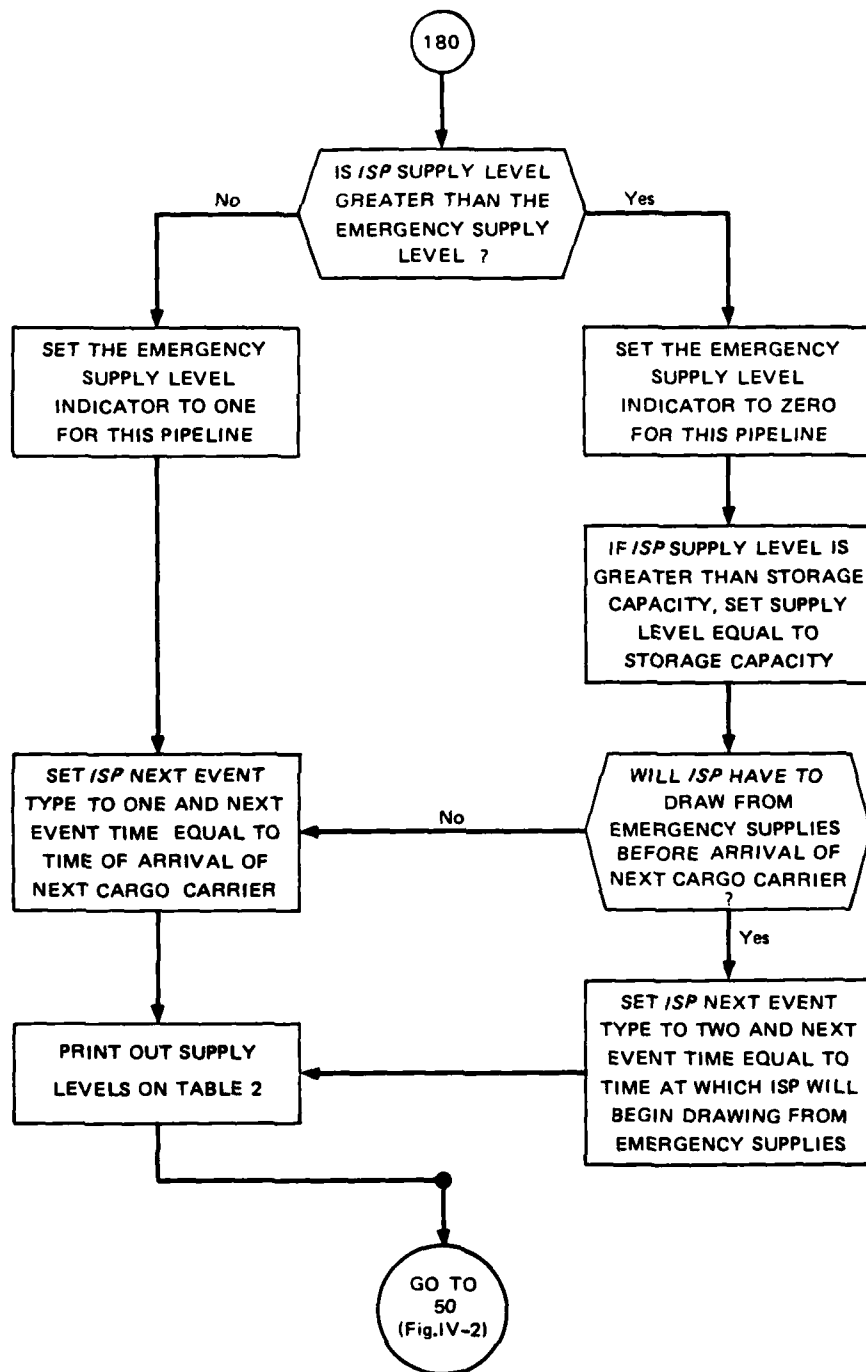 180
IS ISP SUPPLY LEVEL
GREATER THAN THE
EMERGENCY SUPPLY
LEVEL ?
No
Yes
SET THE EMERGENCY
SUPPLY LEVEL
INDICATOR TO ONE
FOR THIS PIPELINE
SET THE EMERGENCY
SUPPLY LEVEL
INDICATOR TO ZERO
FOR THIS PIPELINE
IF ISP SUPPLY LEVEL IS
GREATER THAN STORAGE
CAPACITY, SET SUPPLY
LEVEL EQUAL TO
STORAGE CAPACITY
SET ISP NEXT EVENT
TYPE TO ONE AND NEXT
EVENT TIME EQUAL TO
TIME OF ARRIVAL OF
NEXT CARGO CARRIER
No
WILL ISP HAVE TO
DRAW FROM
EMERGENCY SUPPLIES
BEFORE ARRIVAL OF
NEXT CARGO CARRIER
?
Yes
PRINT OUT SUPPLY
LEVELS ON TABLE 2
SET ISP NEXT EVENT
TYPE TO TWO AND NEXT
EVENT TIME EQUAL TO
TIME AT WHICH ISP WILL
BEGIN DRAWING FROM
EMERGENCY SUPPLIES
GO TO
50
(Fig.IV-2)